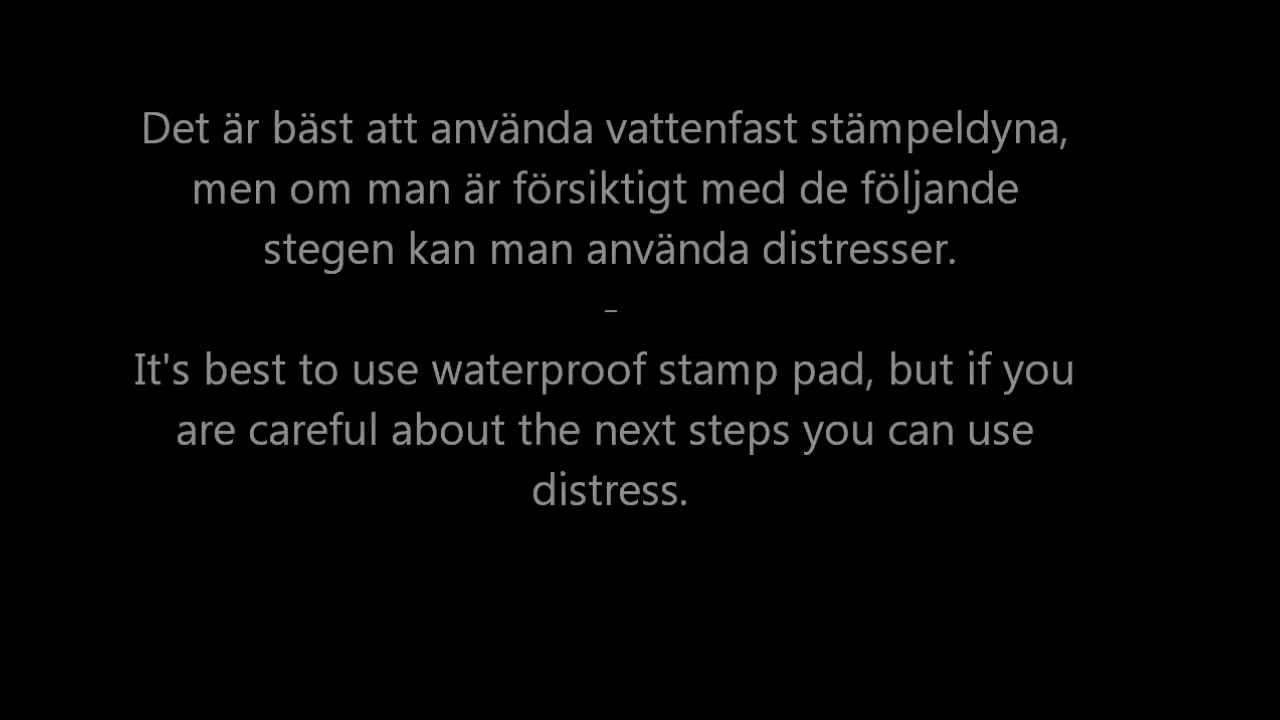 Det är bäst att använda vattenfast stämpeldyna,
men om man är försiktigt med de följande
stegen kan man använda distresser.
-
It's best to use waterproof stamp pad, but if you
are careful about the next steps you can use
distress.